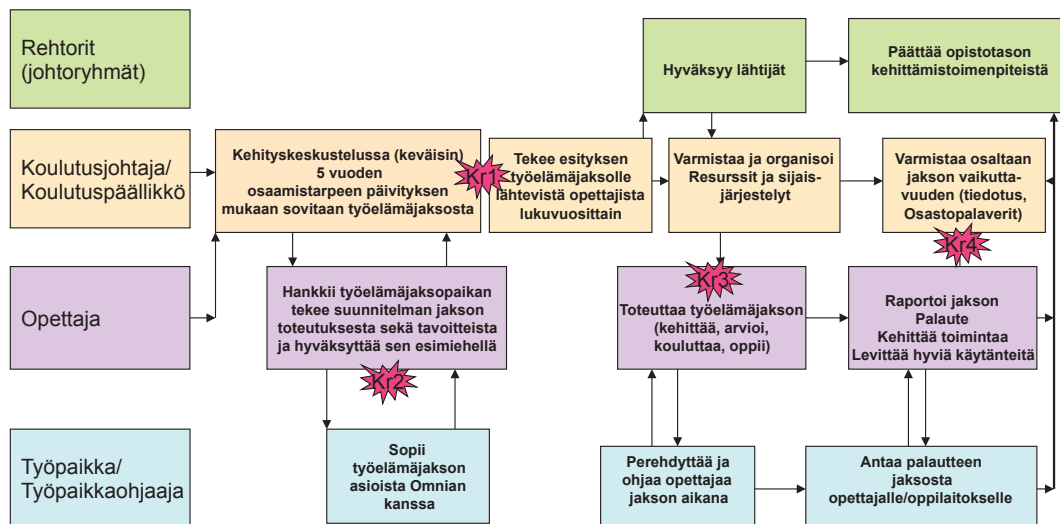 Rehtorit
(johtoryhmät)
Hyväksyy lähtijät
Päättää opistotason
kehittämistoimenpiteistä
Koulutusjohtaja/
Koulutuspäällikkö
Kehityskeskustelussa (keväisin)
5 vuoden
osaamistarpeen päivityksen
mukaan sovitaan työelämäjaksosta
Kr1
Tekee esityksen
työelämäjaksolle
lähtevistä opettajista
lukuvuosittain
Varmistaa ja organisoi
Resurssit ja sijais-
järjestelyt
Varmistaa osaltaan
jakson vaikutta-
vuuden (tiedotus,
Osastopalaverit)
Kr4
Opettaja
Hankkii työelämäjaksopaikan
tekee suunnitelman jakson
toteutuksesta sekä tavoitteista
ja hyväksyttää sen esimiehellä
Kr2
Kr3
Toteuttaa työelämäjakson
(kehittää, arvioi,
kouluttaa, oppii)
Raportoi jakson
Palaute
Kehittää toimintaa
Levittää hyviä käytänteitä
Työpaikka/
Työpaikkaohjaaja
Sopii
työelämäjakson
asioista Omnian
kanssa
Perehdyttää ja
ohjaa opettajaa
jakson aikana
Antaa palautteen
jaksosta
opettajalle/oppilaitokselle